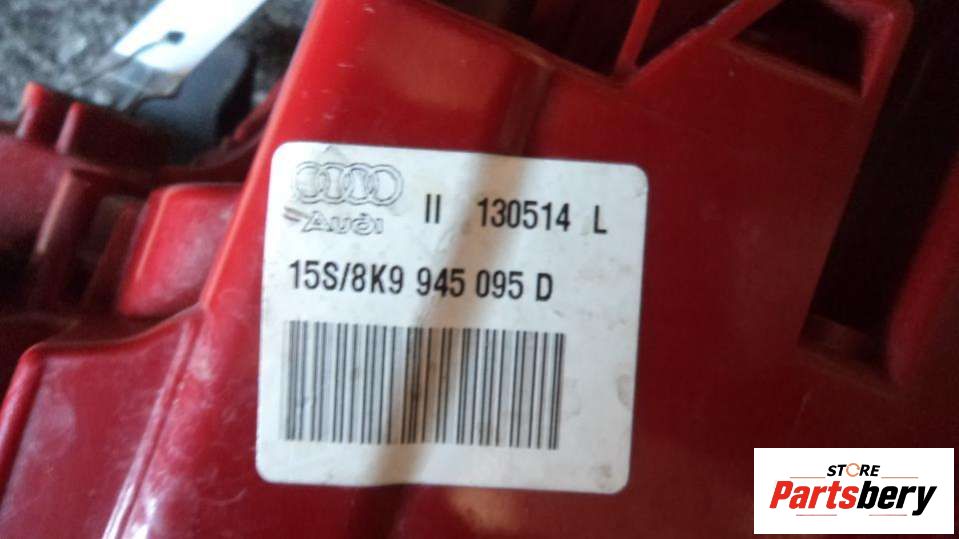 Audi
II 130514 L
15S/8K9 945 095 D
STORE
Partsbery